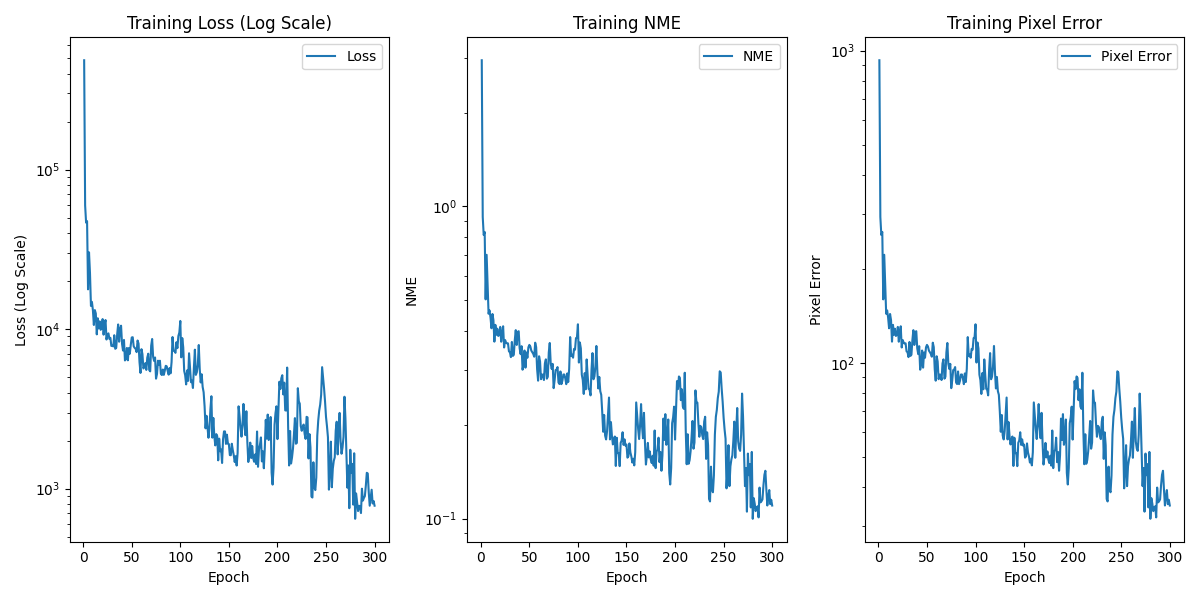 Training Loss (Log Scale)
Loss
10^5
10^4
10^3
Loss (Log Scale)
0 50 100 150 200 250 300
Epoch
Training NME
NME
10^0
10^−1
NME
0 50 100 150 200 250 300
Epoch
Training Pixel Error
Pixel Error
10^3
10^2
Pixel Error
0 50 100 150 200 250 300
Epoch